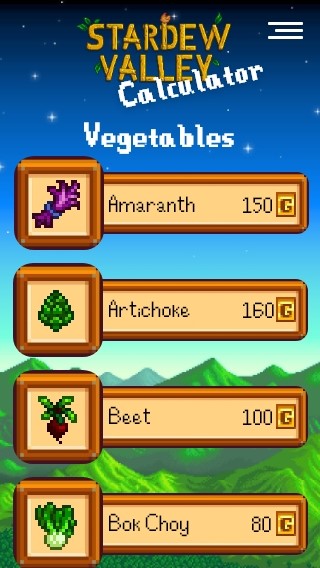 STARDEW
VALLEY
Calculator
Vegetables
Amaranth 150 G
Artichoke 160 G
Beet 100 G
Bok Choy 80 G